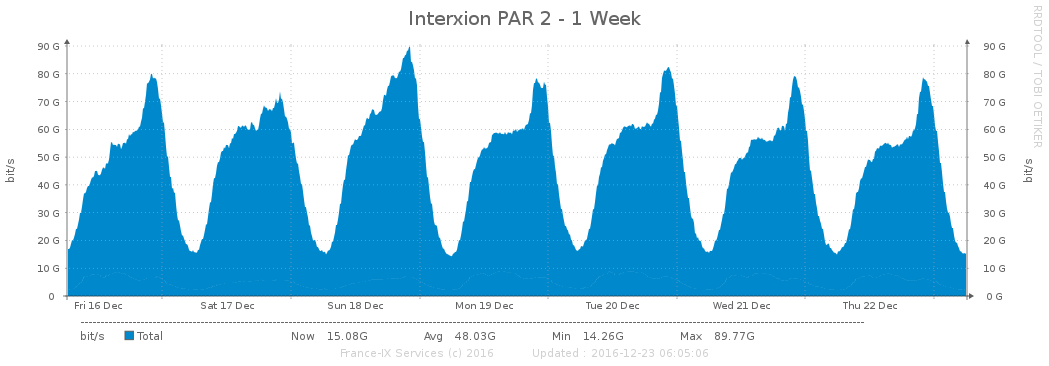 Interxion PAR 2 - 1 Week
RRDTOOL / TOBI OETIKER
90 G 90 G
80 G 80 G
70 G 70 G
60 G 60 G
50 G 50 G
40 G 40 G
30 G 30 G
20 G 20 G
10 G 10 G
0 0 G
bit/s
bit/s
Fri 16 Dec Sat 17 Dec Sun 18 Dec Mon 19 Dec Tue 20 Dec Wed 21 Dec Thu 22 Dec
bit/s Total Now 15.08G Avg 48.03G Min 14.26G Max 89.77G
France-IX Services (c) 2016 Updated : 2016-12-23 06:05:06